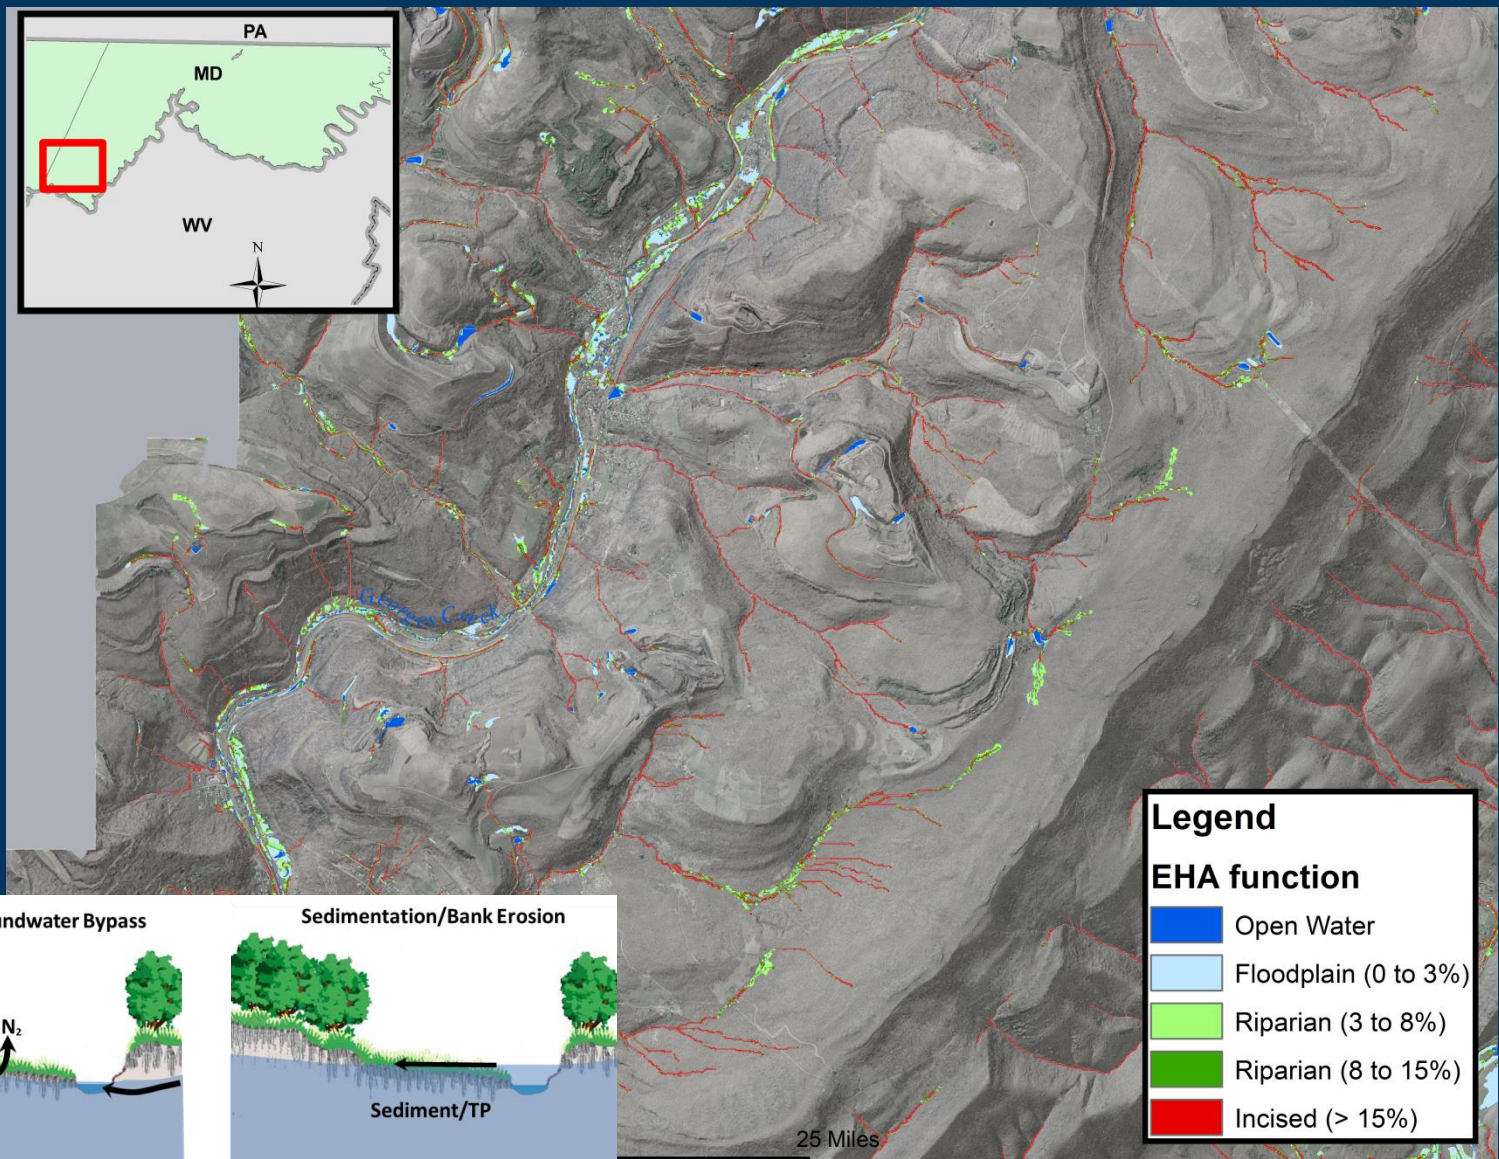 PA
MD
WV
N
Georges Creek
Legend
EHA function
Open Water
Floodplain (0 to 3%)
Riparian (3 to 8%)
Riparian (8 to 15%)
Incised (> 15%)
undwater Bypass
N₂
Sedimentation/Bank Erosion
Sediment/TP
25 Miles